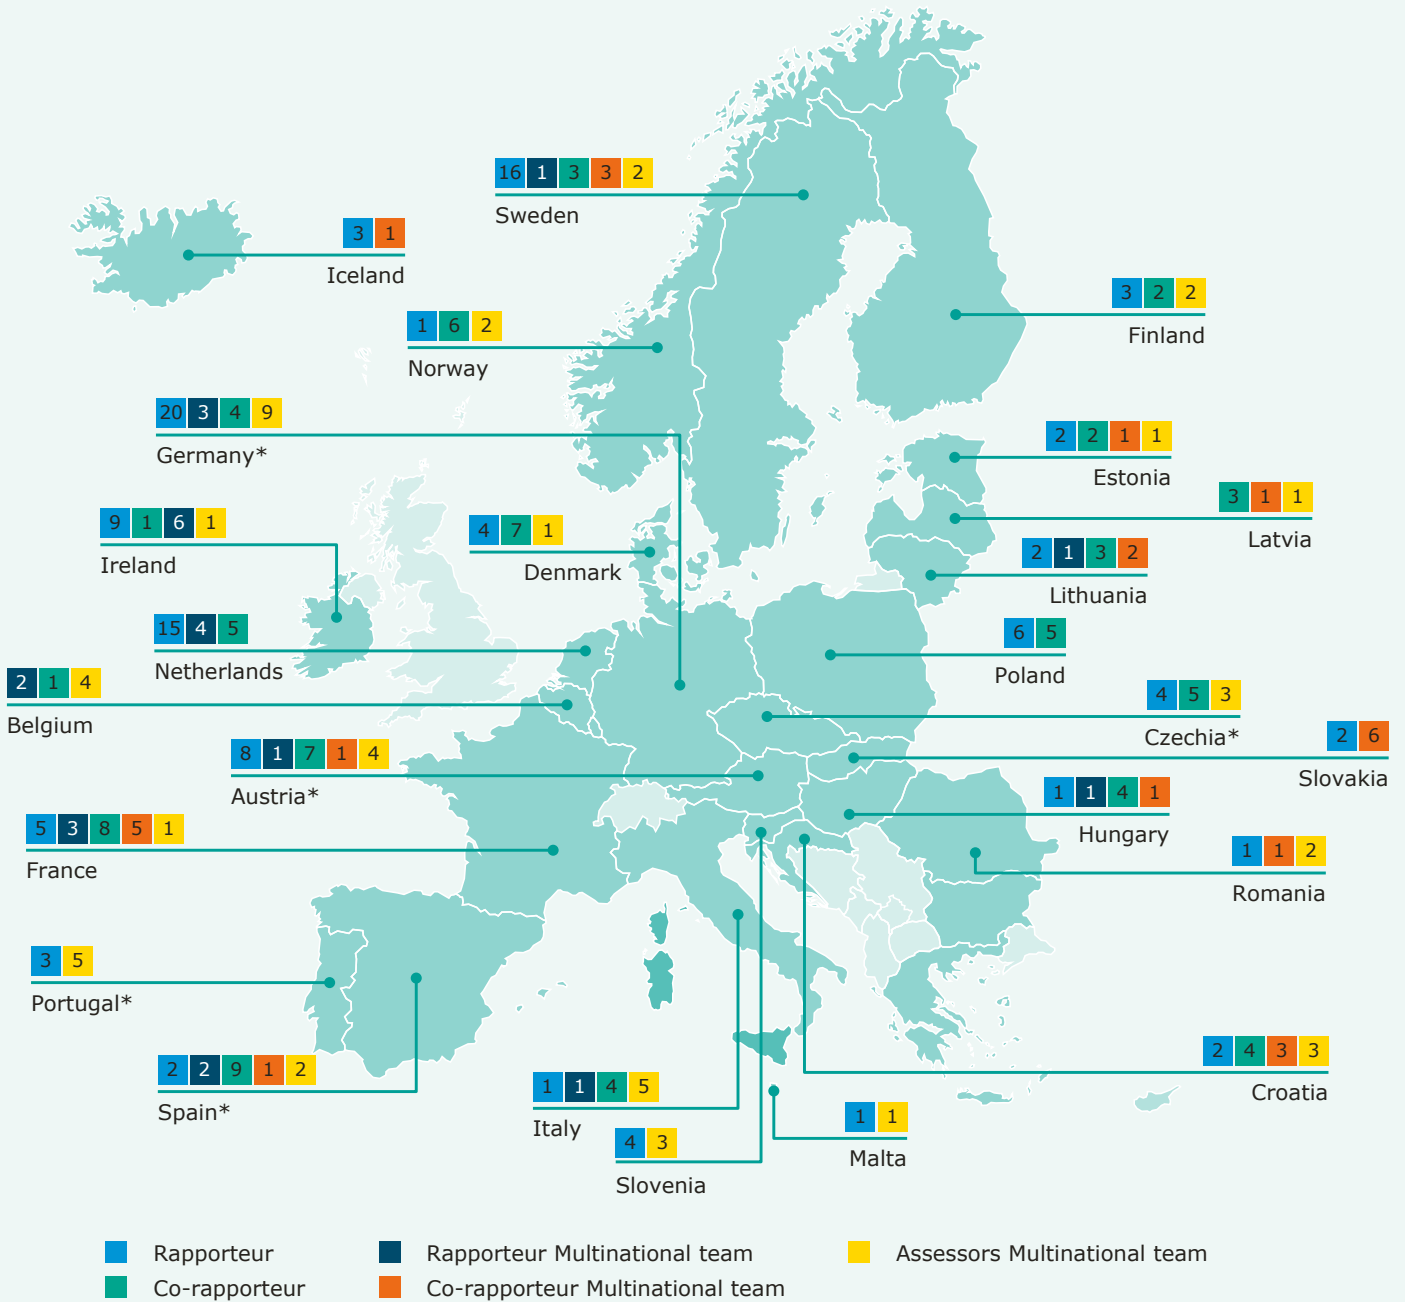 16 1 3 3 2
Sweden
3 1
Iceland
3 2 2
Finland
1 6 2
Norway
20 3 4 9
Germany*
2 2 1 1
Estonia
3 1 1
Latvia
9 1 6 1
Ireland
4 7 1
Denmark
2 1 3 2
Lithuania
15 4 5
Netherlands
6 5
Poland
2 1 4
Belgium
4 5 3
Czechia*
2 6
Slovakia
8 1 7 1 4
Austria*
1 1 4 1
Hungary
5 3 8 5 1
France
1 1 2
Romania
3 5
Portugal*
2 4 3 3
Croatia
2 2 9 1 2
Spain*
1 1 4 5
Italy
1 1
Malta
4 3
Slovenia
Rapporteur
Rapporteur Multinational team
Assessors Multinational team
Co-rapporteur
Co-rapporteur Multinational team